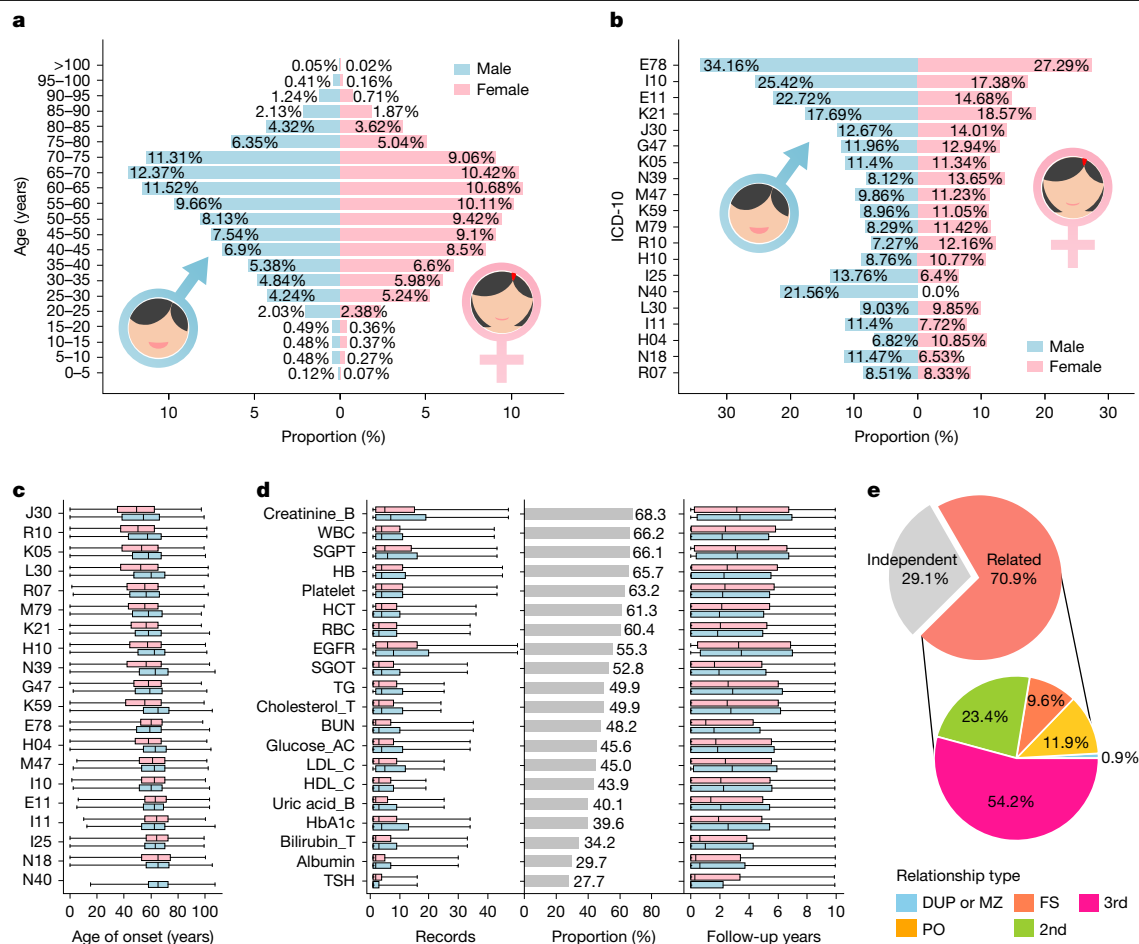 a
>100 0.05% 0.02%
95–100 0.41% 0.16%
90–95 1.24% 0.71%
85–90 2.13% 1.87%
80–85 4.32% 3.62%
75–80 6.35% 5.04%
70–75 11.31% 9.06%
65–70 12.37% 10.42%
60–65 11.52% 10.68%
55–60 9.66% 10.11%
50–55 8.13% 9.42%
45–50 7.54% 9.1%
40–45 6.9% 8.5%
35–40 5.38% 6.6%
30–35 4.84% 5.98%
25–30 4.24% 5.24%
20–25 2.03% 2.38%
15–20 0.49% 0.36%
10–15 0.48% 0.37%
5–10 0.48% 0.27%
0–5 0.12% 0.07%
Age (years)
Male
Female
10 5 0 5 10
Proportion (%)
b
E78 34.16% 27.29%
I10 25.42% 17.38%
E11 22.72% 14.68%
K21 17.69% 18.57%
J30 12.67% 14.01%
G47 11.96% 12.94%
K05 11.4% 11.34%
N39 8.12% 13.65%
M47 9.86% 11.23%
K59 8.96% 11.05%
M79 8.29% 11.42%
R10 7.27% 12.16%
H10 8.76% 10.77%
I25 13.76% 6.4%
N40 21.56% 0.0%
L30 9.03% 9.85%
I11 11.4% 7.72%
H04 6.82% 10.85%
N18 11.47% 6.53%
R07 8.51% 8.33%
ICD-10
Male
Female
30 20 10 0 10 20 30
Proportion (%)
c
J30
R10
K05
L30
R07
M79
K21
H10
N39
G47
K59
E78
H04
M47
I10
E11
I11
I25
N18
N40
0 20 40 60 80 100
Age of onset (years)
d
Creatinine_B 68.3
WBC 66.2
SGPT 66.1
HB 65.7
Platelet 63.2
HCT 61.3
RBC 60.4
EGFR 55.3
SGOT 52.8
TG 49.9
Cholesterol_T 49.9
BUN 48.2
Glucose_AC 45.6
LDL_C 45.0
HDL_C 43.9
Uric acid_B 40.1
HbA1c 39.6
Bilirubin_T 34.2
Albumin 29.7
TSH 27.7
0 10 20 30 40
Records
0 20 40 60 80
Proportion (%)
0 2 4 6 8 10
Follow-up years
e
Independent
29.1%
Related
70.9%
23.4%
9.6%
11.9%
0.9%
54.2%
Relationship type
DUP or MZ FS 3rd
PO 2nd